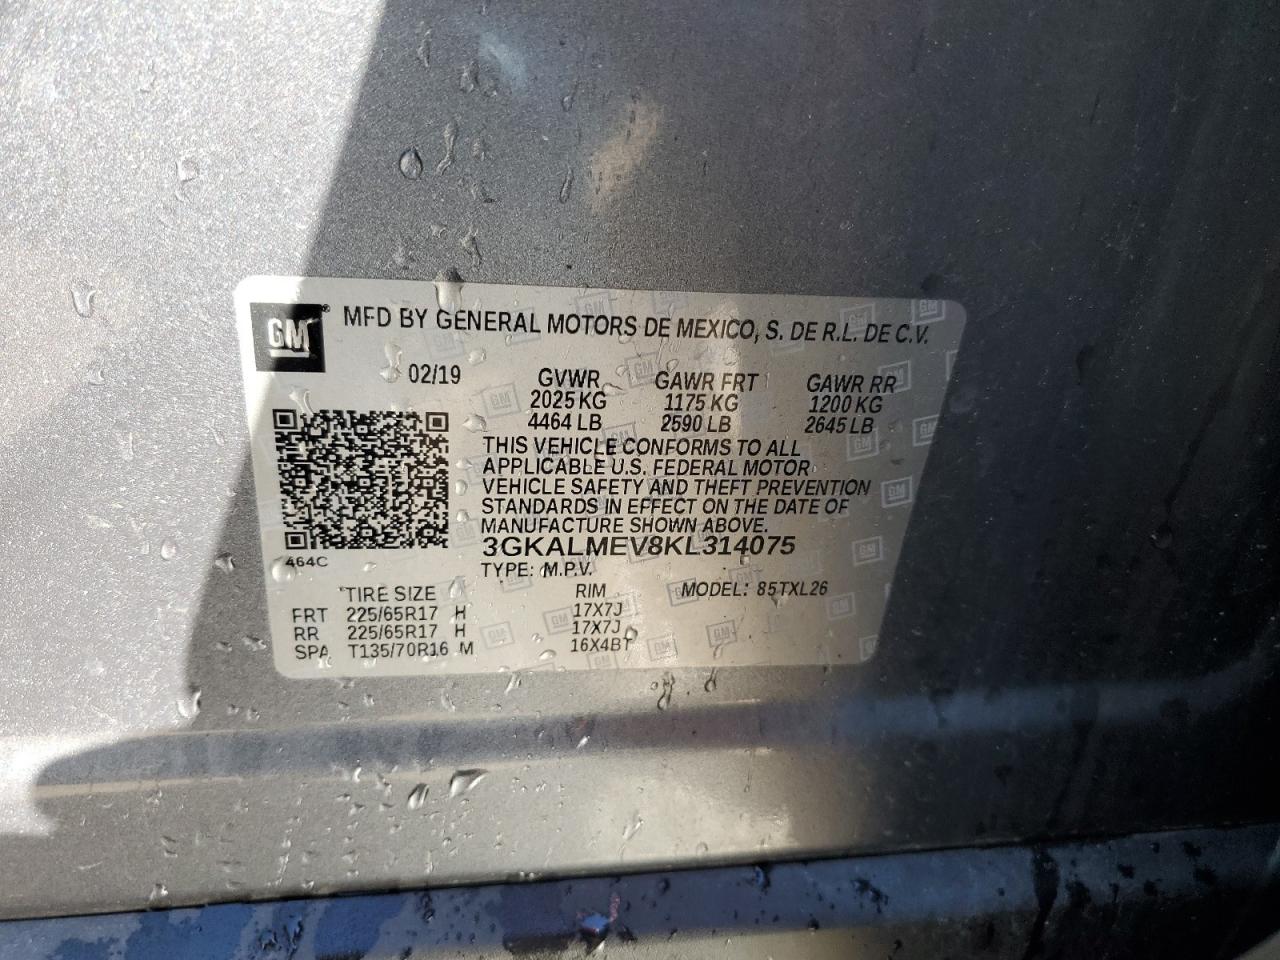 GM ® MFD BY GENERAL MOTORS DE MEXICO, S. DE R.L. DE C.V.
02/19
GVWR GAWR FRT GAWR RR
2025 KG 1175 KG 1200 KG
4464 LB 2590 LB 2645 LB
THIS VEHICLE CONFORMS TO ALL
APPLICABLE U.S. FEDERAL MOTOR
VEHICLE SAFETY AND THEFT PREVENTION
STANDARDS IN EFFECT ON THE DATE OF
MANUFACTURE SHOWN ABOVE.
3GKALMEV8KL314075
464C
TYPE: M.P.V.
TIRE SIZE RIM MODEL: 85TXL26
FRT 225/65R17 H 17X7J
RR 225/65R17 H 17X7J
SPA T135/70R16 M 16X4BT